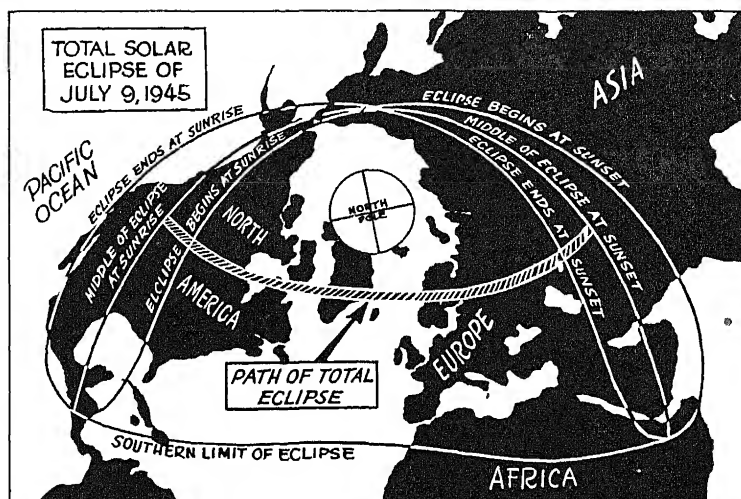 TOTAL SOLAR
ECLIPSE OF
JULY 9, 1945
ASIA
PACIFIC
OCEAN
ECLIPSE ENDS AT SUNRISE
MIDDLE OF ECLIPSE
AT SUNRISE
ELCLIPSE BEGINS AT SUNRISE
ECLIPSE BEGINS AT SUNSET
MIDDLE OF ECLIPSE AT SUNSET
ECLIPSE ENDS AT
SUNSET
NORTH
POLE
NORTH
AMERICA
EUROPE
PATH OF TOTAL
ECLIPSE
SOUTHERN LIMIT OF ECLIPSE
AFRICA